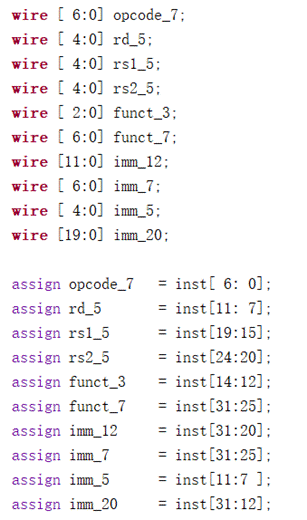 wire [ 6:0] opcode_7;
wire [ 4:0] rd_5;
wire [ 4:0] rs1_5;
wire [ 4:0] rs2_5;
wire [ 2:0] funct_3;
wire [ 6:0] funct_7;
wire [11:0] imm_12;
wire [ 6:0] imm_7;
wire [ 4:0] imm_5;
wire [19:0] imm_20;
assign opcode_7   = inst[ 6: 0];
assign rd_5       = inst[11: 7];
assign rs1_5      = inst[19:15];
assign rs2_5      = inst[24:20];
assign funct_3    = inst[14:12];
assign funct_7    = inst[31:25];
assign imm_12     = inst[31:20];
assign imm_7      = inst[31:25];
assign imm_5      = inst[11:7 ];
assign imm_20     = inst[31:12];